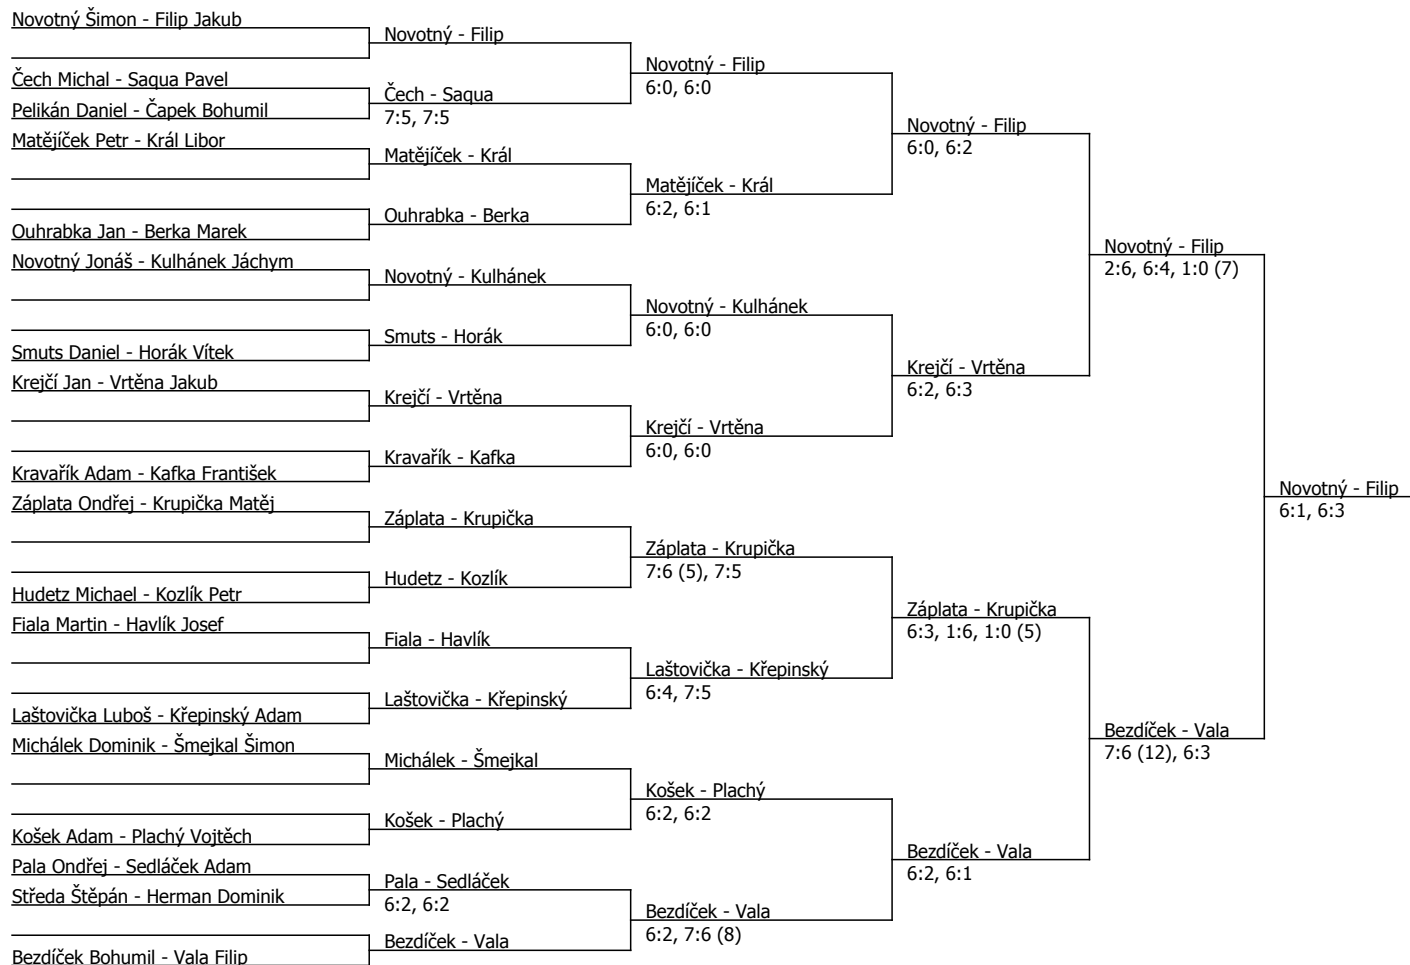 Novotný Šimon - Filip Jakub
Čech Michal - Saqua Pavel
Pelikán Daniel - Čapek Bohumil
Matějíček Petr - Král Libor
Ouhrabka Jan - Berka Marek
Novotný Jonáš - Kulhánek Jáchym
Smuts Daniel - Horák Vítek
Krejčí Jan - Vrtěna Jakub
Kravařík Adam - Kafka František
Záplata Ondřej - Krupička Matěj
Hudetz Michael - Kozlík Petr
Fiala Martin - Havlík Josef
Laštovička Luboš - Křepinský Adam
Michálek Dominik - Šmejkal Šimon
Košek Adam - Plachý Vojtěch
Pala Ondřej - Sedláček Adam
Středa Štěpán - Herman Dominik
Bezdíček Bohumil - Vala Filip
Novotný - Filip
Čech - Saqua
7:5, 7:5
Matějíček - Král
Ouhrabka - Berka
Novotný - Kulhánek
Smuts - Horák
Krejčí - Vrtěna
Kravařík - Kafka
Záplata - Krupička
Hudetz - Kozlík
Fiala - Havlík
Laštovička - Křepinský
Michálek - Šmejkal
Košek - Plachý
Pala - Sedláček
6:2, 6:2
Bezdíček - Vala
Novotný - Filip
6:0, 6:0
Matějíček - Král
6:2, 6:1
Novotný - Kulhánek
6:0, 6:0
Krejčí - Vrtěna
6:0, 6:0
Záplata - Krupička
7:6 (5), 7:5
Laštovička - Křepinský
6:4, 7:5
Košek - Plachý
6:2, 6:2
Bezdíček - Vala
6:2, 7:6 (8)
Novotný - Filip
6:0, 6:2
Krejčí - Vrtěna
6:2, 6:3
Záplata - Krupička
6:3, 1:6, 1:0 (5)
Bezdíček - Vala
6:2, 6:1
Novotný - Filip
2:6, 6:4, 1:0 (7)
Bezdíček - Vala
7:6 (12), 6:3
Novotný - Filip
6:1, 6:3